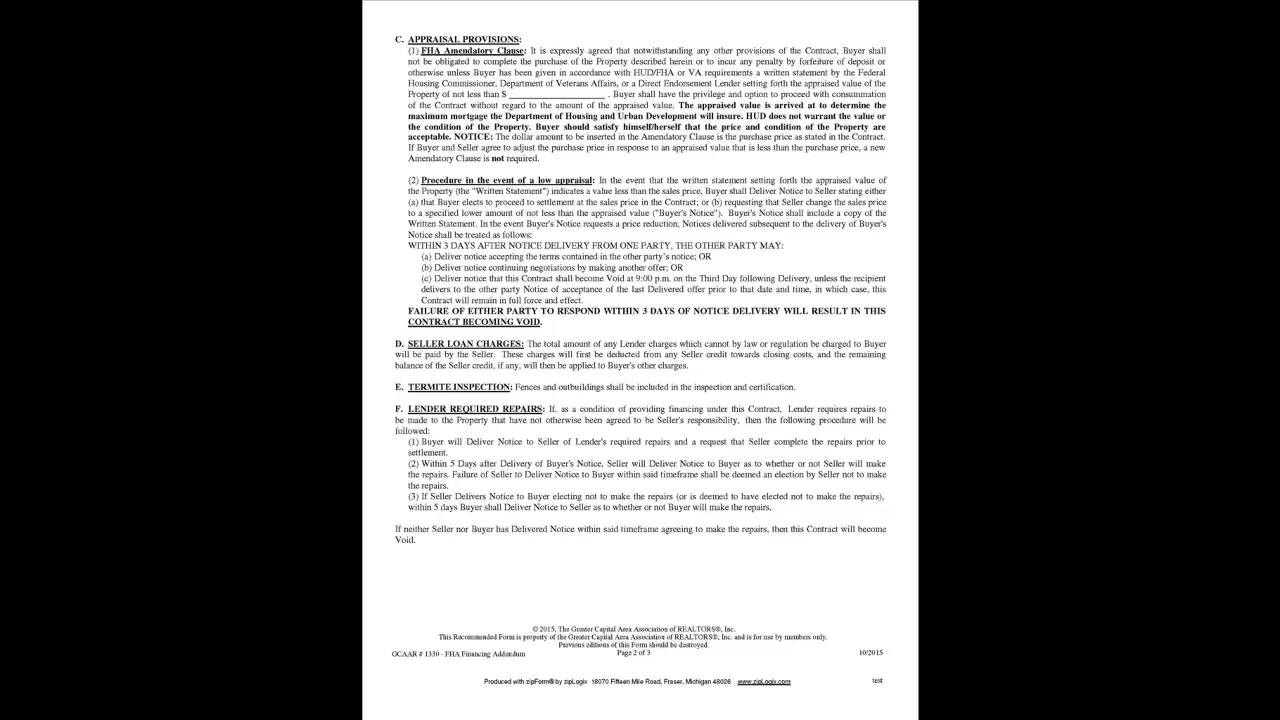 C. APPRAISAL PROVISIONS:
(1) FHA Amendatory Clause: It is expressly agreed that notwithstanding any other provisions of the Contract, Buyer shall
not be obligated to complete the purchase of the Property described herein or to incur any penalty by forfeiture of deposit or
otherwise unless Buyer has been given in accordance with HUD/FHA or VA requirements a written statement by the Federal
Housing Commissioner, Department of Veterans Affairs, or a Direct Endorsement Lender setting forth the appraised value of the
Property of not less than $ ____________________ . Buyer shall have the privilege and option to proceed with consummation
of the Contract without regard to the amount of the appraised value. The appraised value is arrived at to determine the
maximum mortgage the Department of Housing and Urban Development will insure. HUD does not warrant the value or
the condition of the Property. Buyer should satisfy himself/herself that the price and condition of the Property are
acceptable. NOTICE: The dollar amount to be inserted in the Amendatory Clause is the purchase price as stated in the Contract.
If Buyer and Seller agree to adjust the purchase price in response to an appraised value that is less than the purchase price, a new
Amendatory Clause is not required.
(2) Procedure in the event of a low appraisal: In the event that the written statement setting forth the appraised value of
the Property (the "Written Statement") indicates a value less than the sales price, Buyer shall Deliver Notice to Seller stating either
(a) that Buyer elects to proceed to settlement at the sales price in the Contract; or (b) requesting that Seller change the sales price
to a specified lower amount of not less than the appraised value ("Buyer's Notice"). Buyer's Notice shall include a copy of the
Written Statement. In the event Buyer's Notice requests a price reduction, Notices delivered subsequent to the delivery of Buyer's
Notice shall be treated as follows:
WITHIN 3 DAYS AFTER NOTICE DELIVERY FROM ONE PARTY, THE OTHER PARTY MAY:
(a) Deliver notice accepting the terms contained in the other party's notice; OR
(b) Deliver notice continuing negotiations by making another offer; OR
(c) Deliver notice that this Contract shall become Void at 9:00 p.m. on the Third Day following Delivery, unless the recipient
delivers to the other party Notice of acceptance of the last Delivered offer prior to that date and time, in which case, this
Contract will remain in full force and effect.
FAILURE OF EITHER PARTY TO RESPOND WITHIN 3 DAYS OF NOTICE DELIVERY WILL RESULT IN THIS
CONTRACT BECOMING VOID.
D. SELLER LOAN CHARGES: The total amount of any Lender charges which cannot by law or regulation be charged to Buyer
will be paid by the Seller. These charges will first be deducted from any Seller credit towards closing costs, and the remaining
balance of the Seller credit, if any, will then be applied to Buyer's other charges.
E. TERMITE INSPECTION: Fences and outbuildings shall be included in the inspection and certification.
F. LENDER REQUIRED REPAIRS: If, as a condition of providing financing under this Contract, Lender requires repairs to
be made to the Property that have not otherwise been agreed to be Seller's responsibility, then the following procedure will be
followed:
(1) Buyer will Deliver Notice to Seller of Lender's required repairs and a request that Seller complete the repairs prior to
settlement.
(2) Within 5 Days after Delivery of Buyer's Notice, Seller will Deliver Notice to Buyer as to whether or not Seller will make
the repairs. Failure of Seller to Deliver Notice to Buyer within said timeframe shall be deemed an election by Seller not to make
the repairs.
(3) If Seller Delivers Notice to Buyer electing not to make the repairs (or is deemed to have elected not to make the repairs),
within 5 days Buyer shall Deliver Notice to Seller as to whether or not Buyer will make the repairs.
If neither Seller nor Buyer has Delivered Notice within said timeframe agreeing to make the repairs, then this Contract will become
Void.
© 2015, The Greater Capital Area Association of REALTORS®, Inc.
This Recommended Form is property of the Greater Capital Area Association of REALTORS®, Inc. and is for use by members only.
Previous editions of this Form should be destroyed.
GCAAR # 1330 - FHA Financing Addendum Page 2 of 3 10/2015
Produced with zipForm® by zipLogix 18070 Fifteen Mile Road, Fraser, Michigan 48026 www.zipLogix.com test